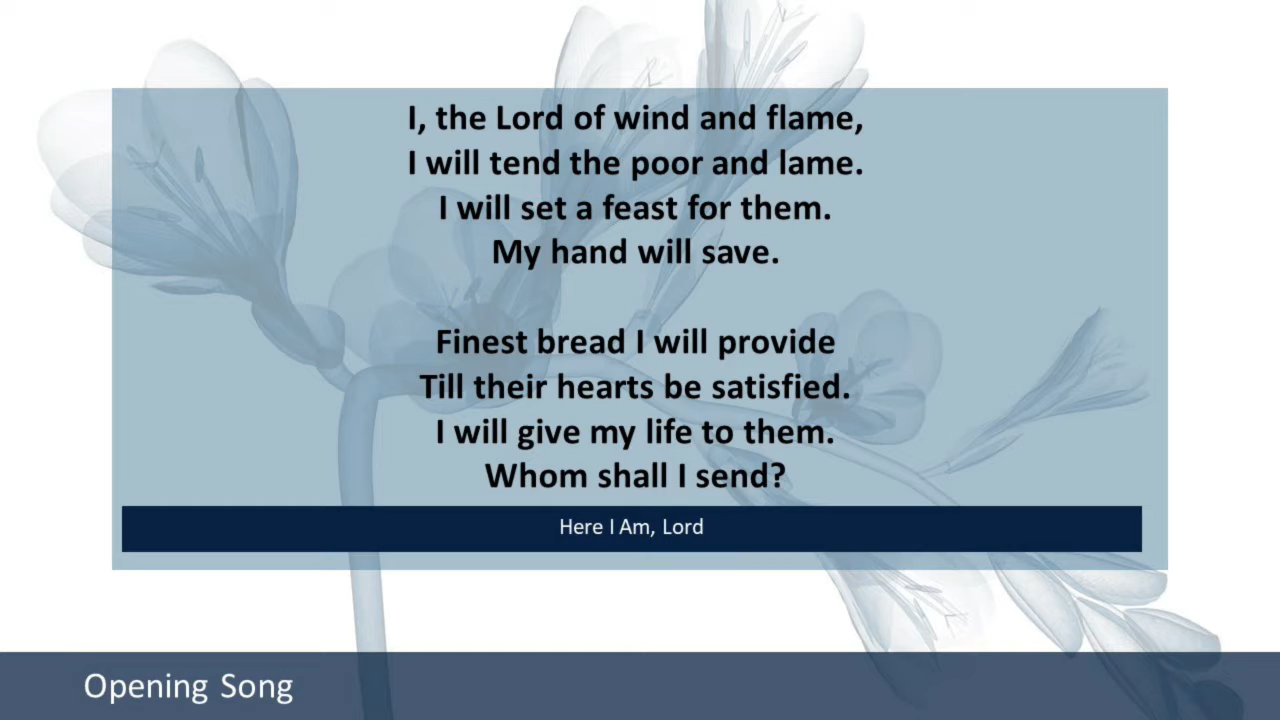 I, the Lord of wind and flame,
I will tend the poor and lame.
I will set a feast for them.
My hand will save.
Finest bread I will provide
Till their hearts be satisfied.
I will give my life to them.
Whom shall I send?
Here I Am, Lord
Opening Song